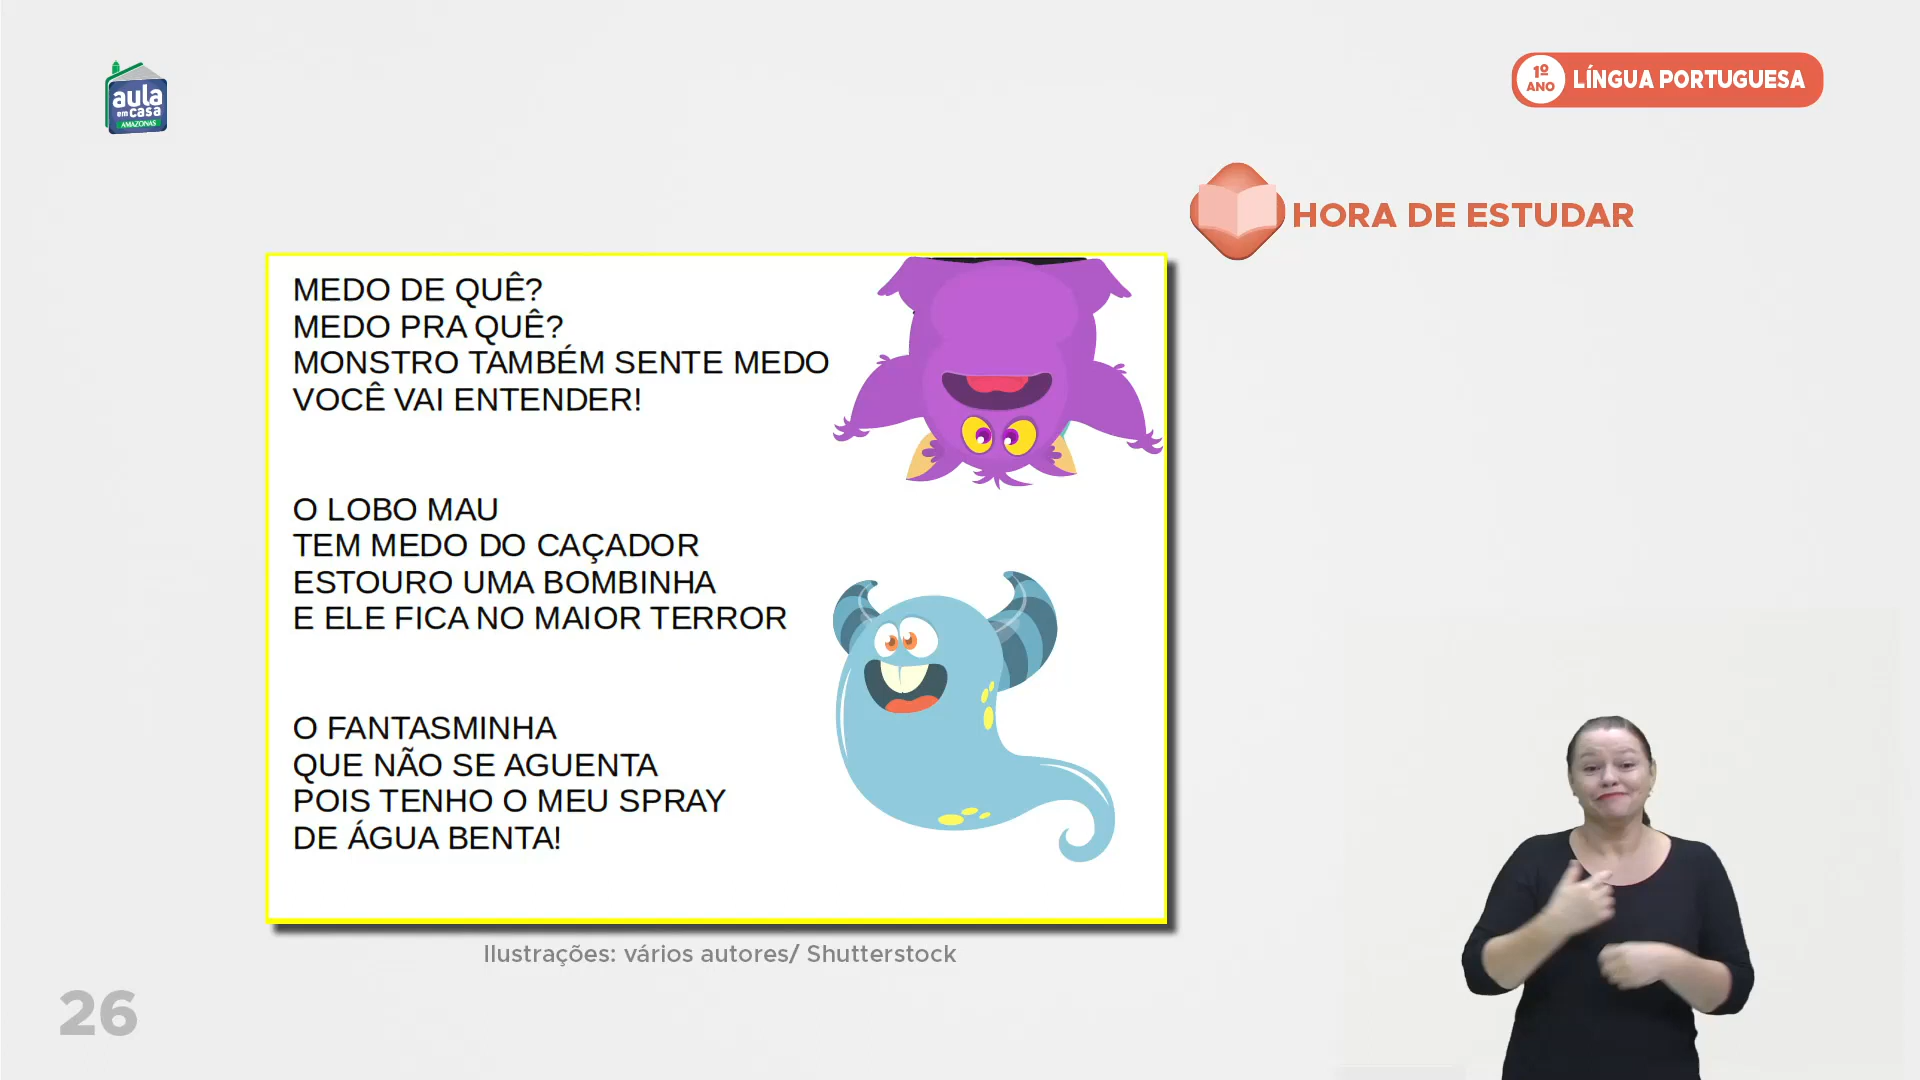 aula
em casa
AMAZONAS
1º
ANO
LÍNGUA PORTUGUESA
HORA DE ESTUDAR
MEDO DE QUÊ?
MEDO PRA QUÊ?
MONSTRO TAMBÉM SENTE MEDO
VOCÊ VAI ENTENDER!
O LOBO MAU
TEM MEDO DO CAÇADOR
ESTOURO UMA BOMBINHA
E ELE FICA NO MAIOR TERROR
O FANTASMINHA
QUE NÃO SE AGUENTA
POIS TENHO O MEU SPRAY
DE ÁGUA BENTA!
Ilustrações: vários autores/ Shutterstock
26